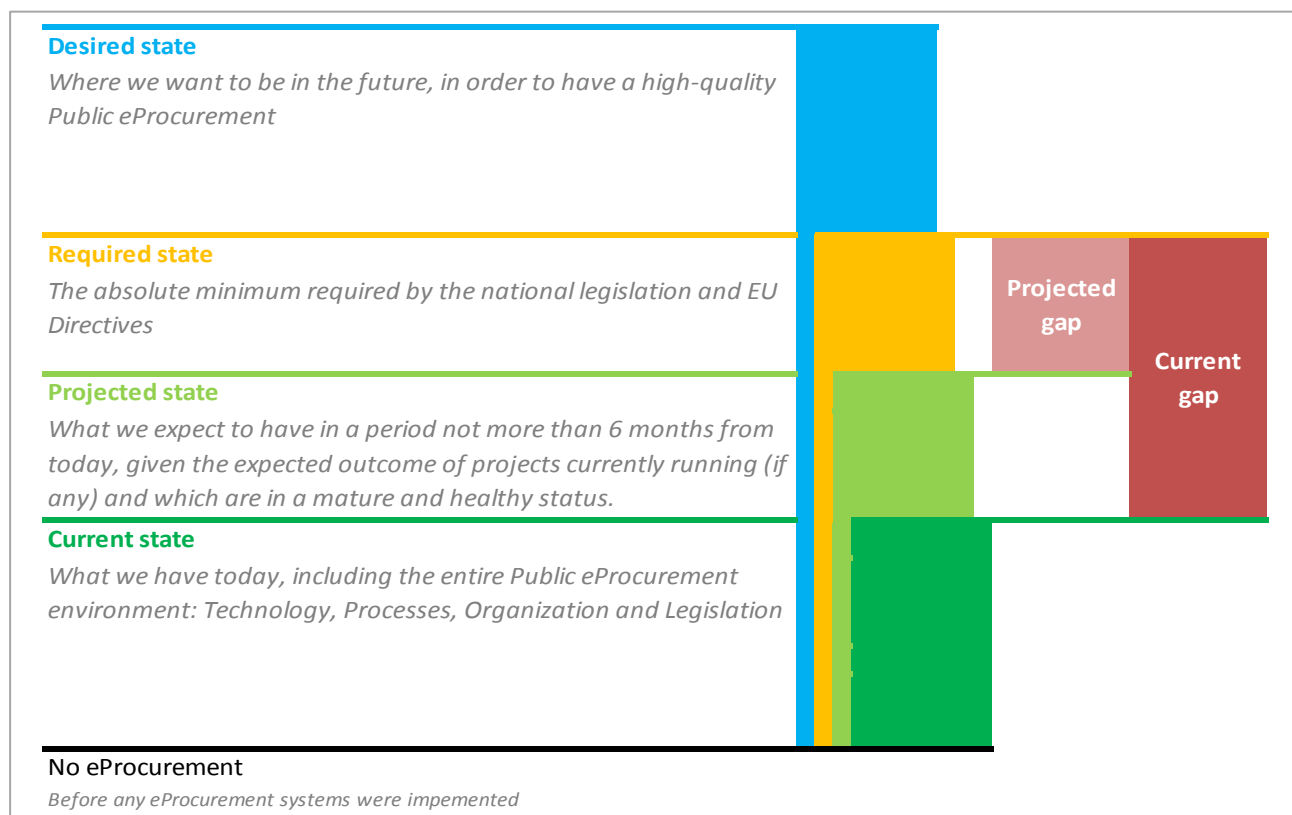 Desired state
Where we want to be in the future, in order to have a high-quality
Public eProcurement
Required state
The absolute minimum required by the national legislation and EU
Directives
Projected
gap
Current
gap
Projected state
What we expect to have in a period not more than 6 months from
today, given the expected outcome of projects currently running (if
any) and which are in a mature and healthy status.
Current state
What we have today, including the entire Public eProcurement
environment: Technology, Processes, Organization and Legislation
No eProcurement
Before any eProcurement systems were impemented